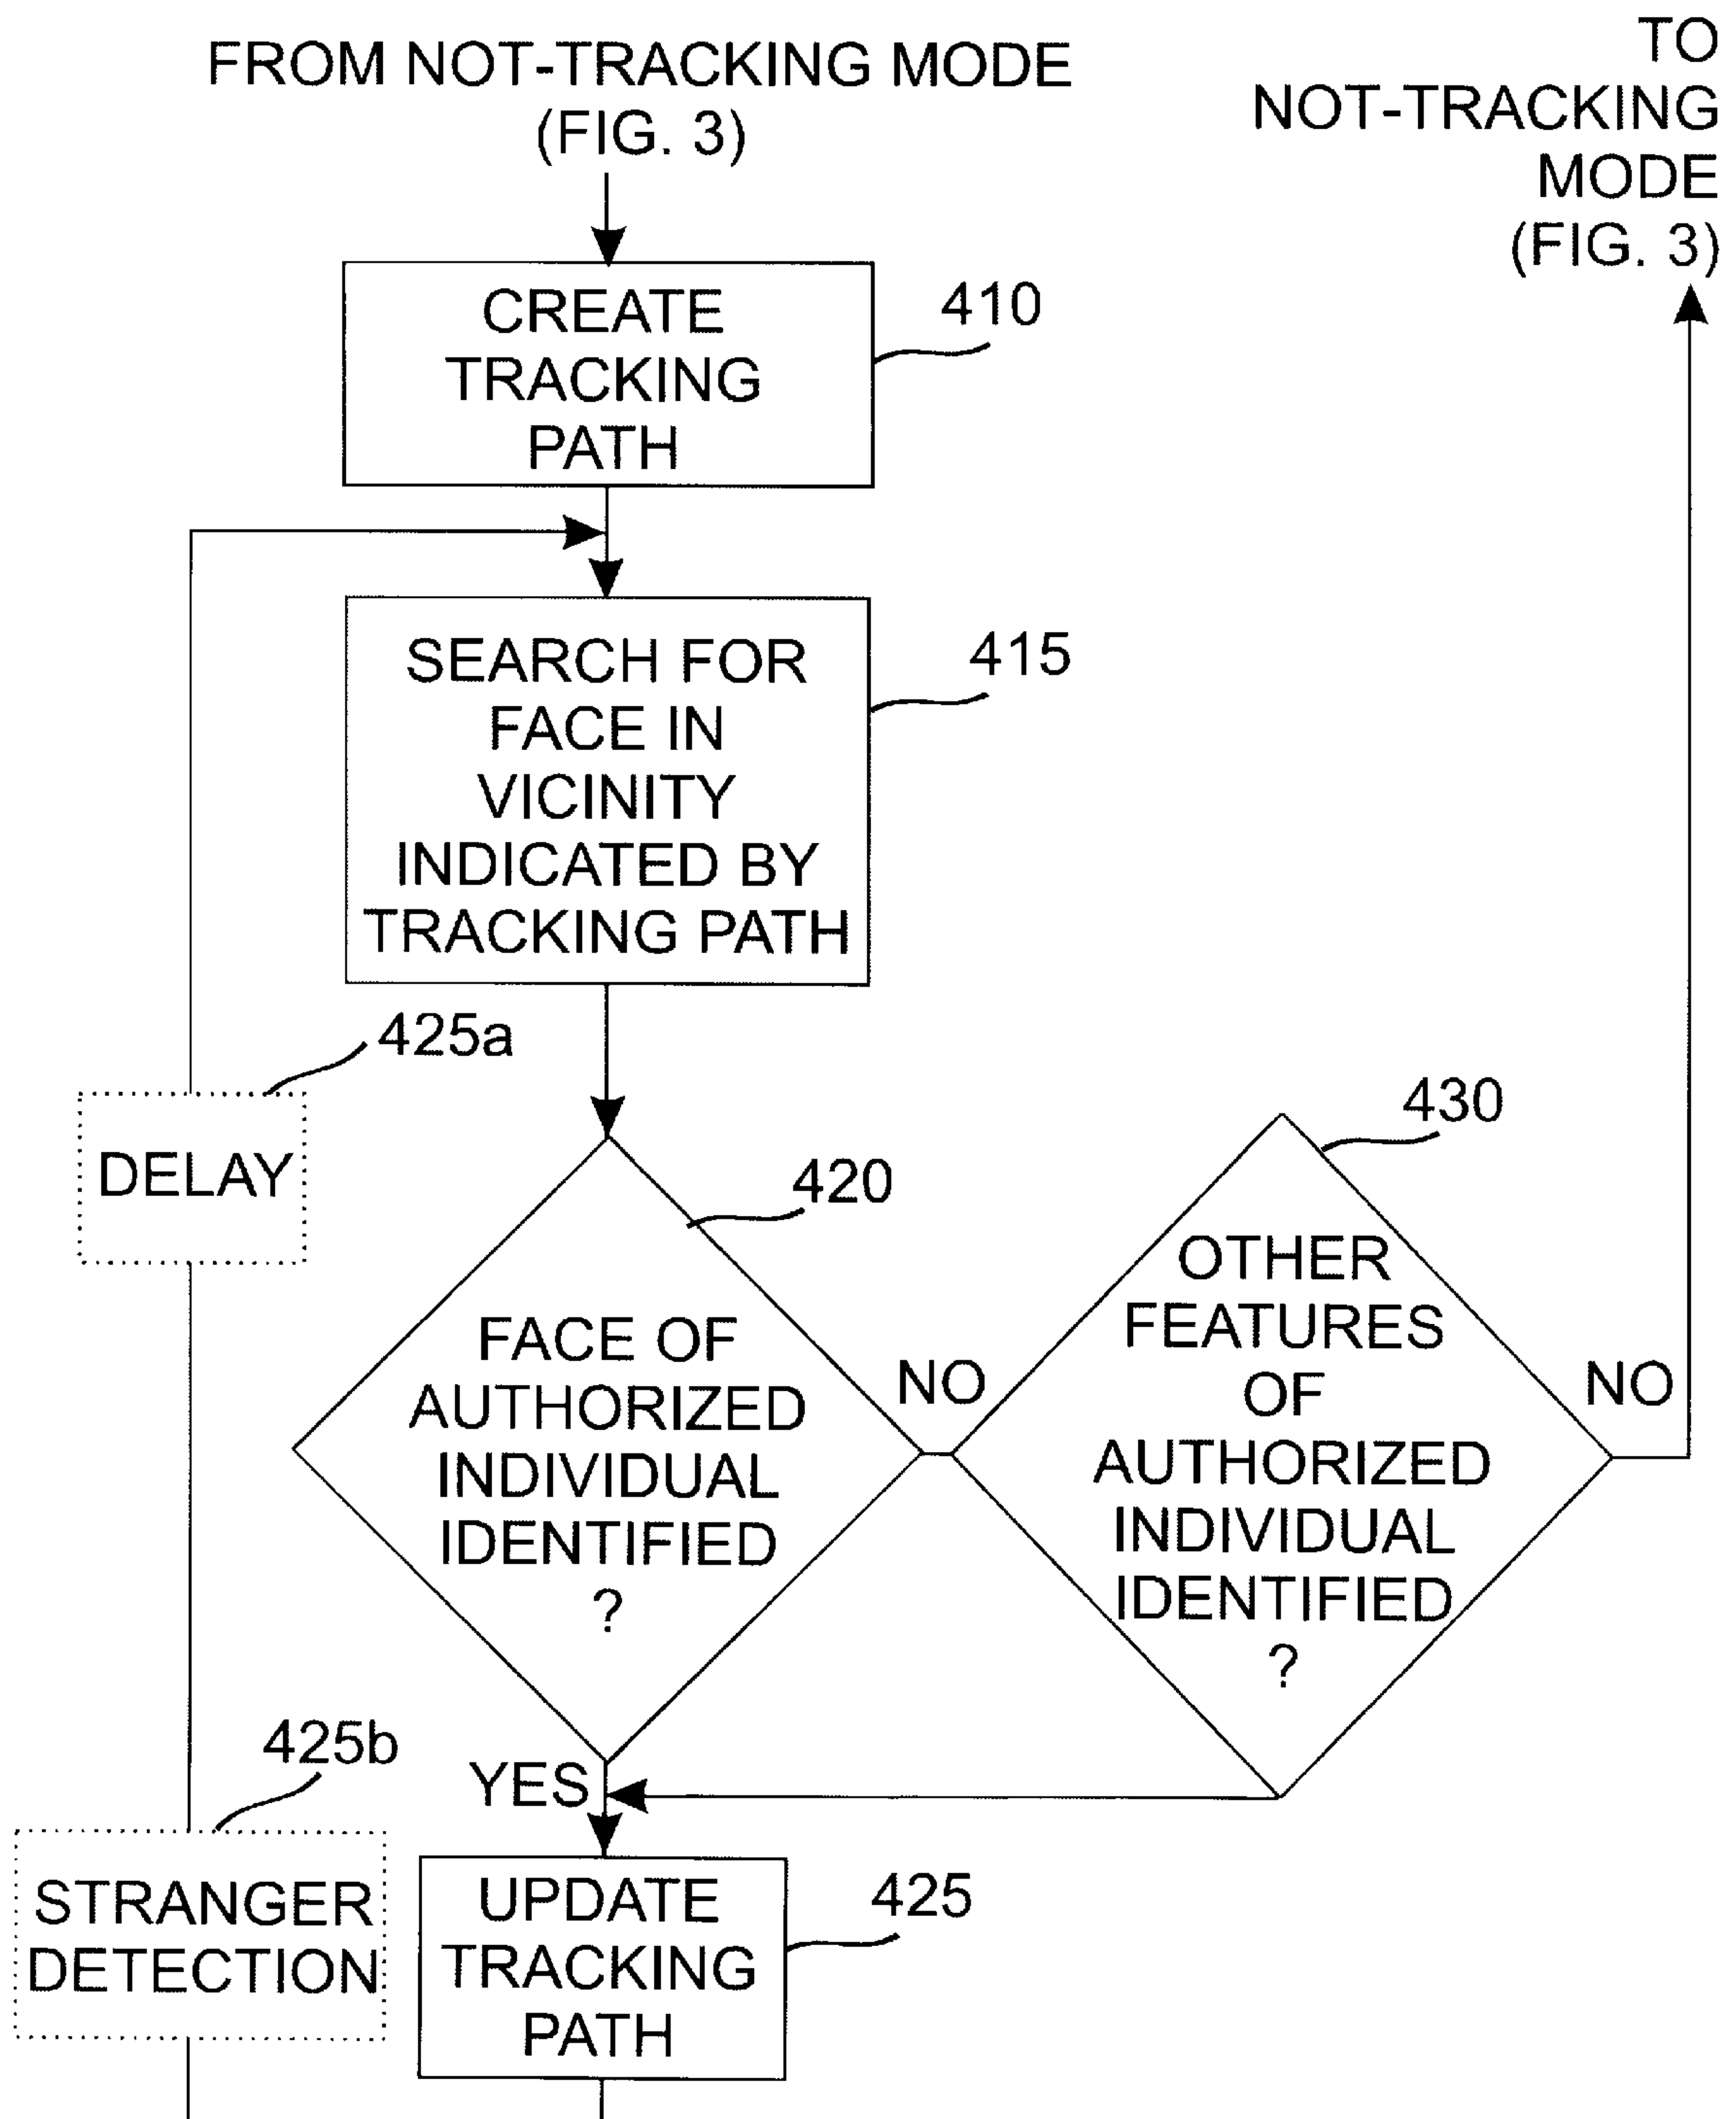 FROM NOT-TRACKING MODE
(FIG. 3)
TO
NOT-TRACKING
MODE
(FIG. 3)
CREATE
TRACKING
PATH
410
SEARCH FOR
FACE IN
VICINITY
INDICATED BY
TRACKING PATH
415
425a
DELAY
420
FACE OF
AUTHORIZED
INDIVIDUAL
IDENTIFIED
?
NO
430
OTHER
FEATURES
OF
AUTHORIZED
INDIVIDUAL
IDENTIFIED
?
NO
YES
425b
STRANGER
DETECTION
UPDATE
TRACKING
PATH
425